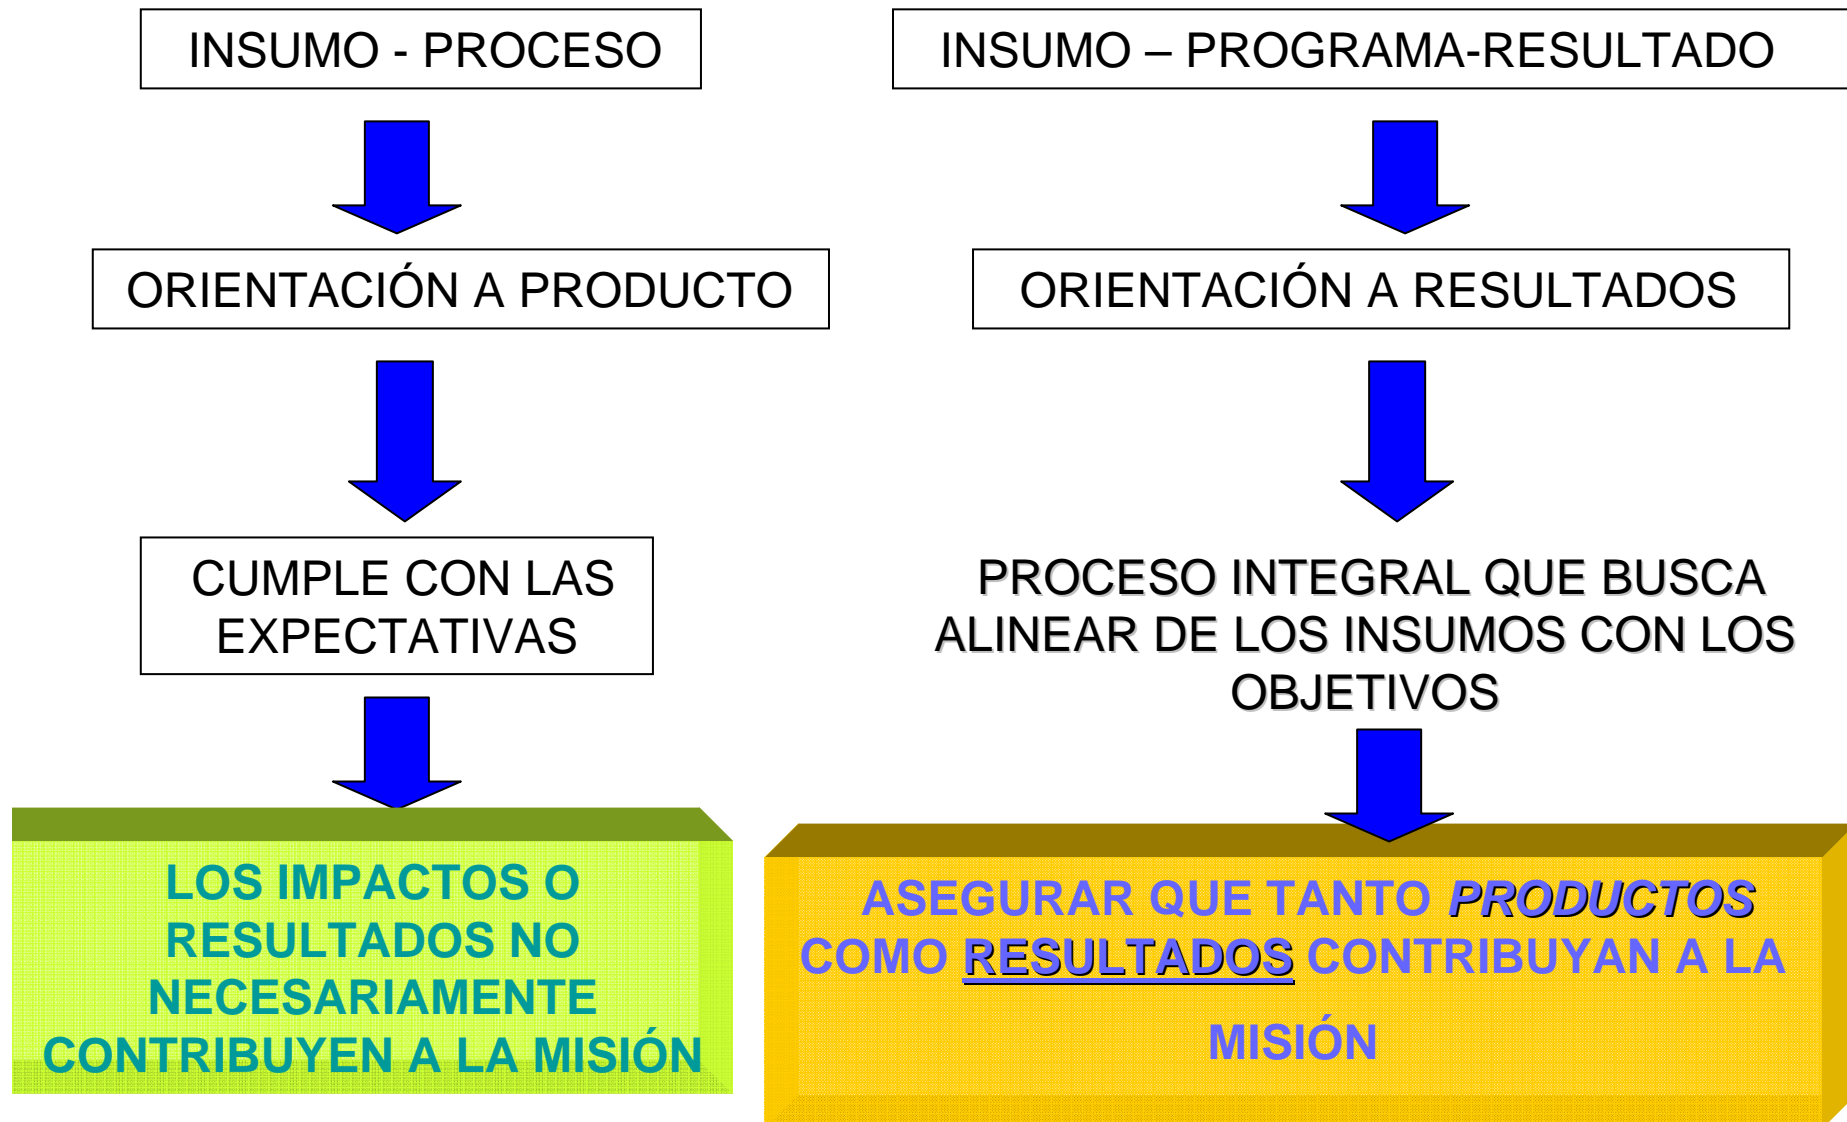 INSUMO - PROCESO
ORIENTACIÓN A PRODUCTO
CUMPLE CON LAS
EXPECTATIVAS
LOS IMPACTOS O
RESULTADOS NO
NECESARIAMENTE
CONTRIBUYEN A LA MISIÓN
INSUMO – PROGRAMA-RESULTADO
ORIENTACIÓN A RESULTADOS
PROCESO INTEGRAL QUE BUSCA
ALINEAR DE LOS INSUMOS CON LOS
OBJETIVOS
ASEGURAR QUE TANTO PRODUCTOS
COMO RESULTADOS CONTRIBUYAN A LA
MISIÓN